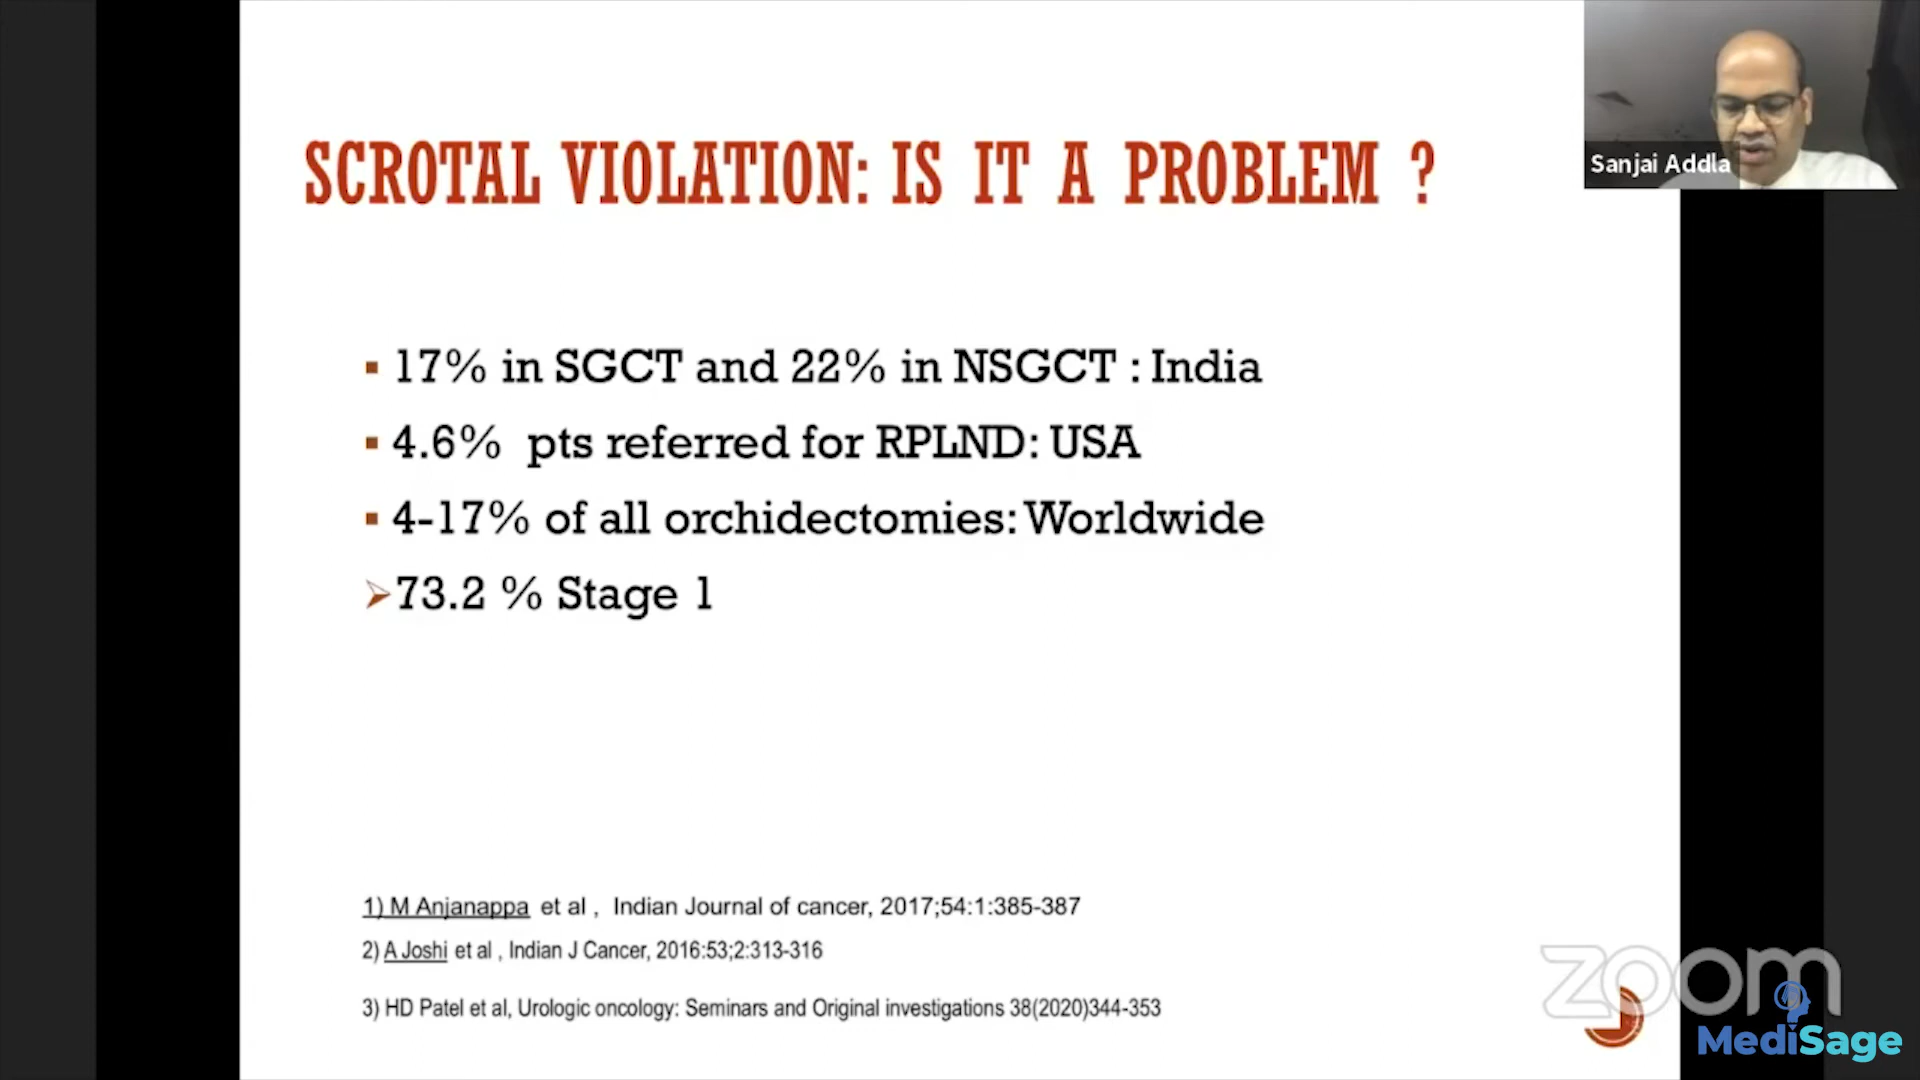 SCROTAL VIOLATION: IS IT A PROBLEM ?
Sanjai Addla
▪ 17% in SGCT and 22% in NSGCT : India
▪ 4.6% pts referred for RPLND: USA
▪ 4-17% of all orchidectomies: Worldwide
➢ 73.2 % Stage 1
1) M Anjanappa et al , Indian Journal of cancer, 2017;54:1:385-387
2) A Joshi et al , Indian J Cancer, 2016:53;2:313-316
3) HD Patel et al, Urologic oncology: Seminars and Original investigations 38(2020)344-353
zoom
MediSage